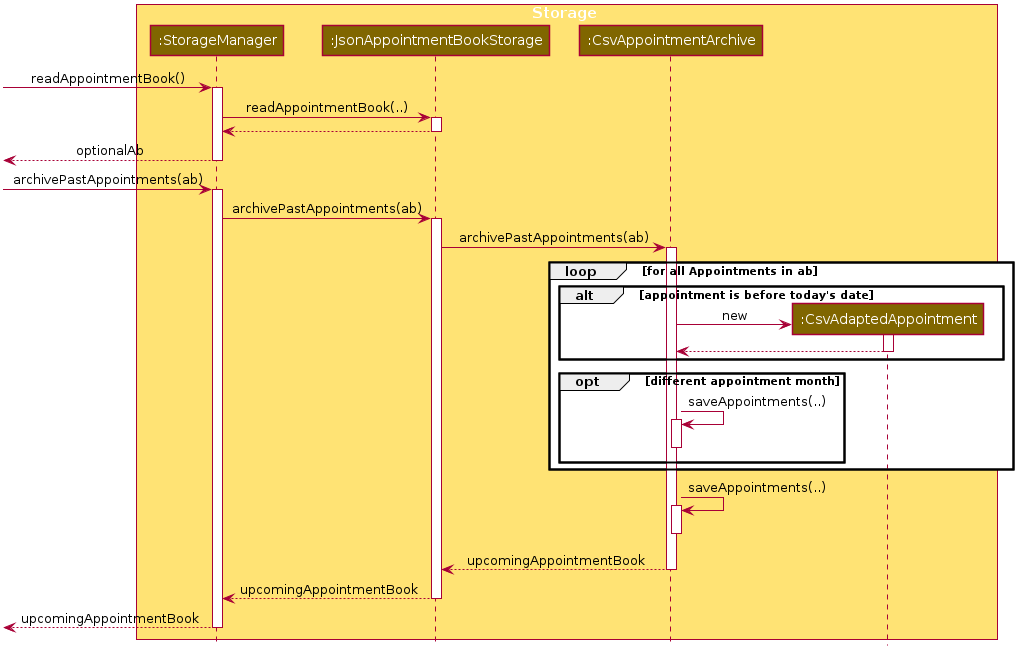 Storage
:StorageManager
:JsonAppointmentBookStorage
:CsvAppointmentArchive
readAppointmentBook()
readAppointmentBook(..)
optionalAb
archivePastAppointments(ab)
archivePastAppointments(ab)
archivePastAppointments(ab)
loop [for all Appointments in ab]
alt [appointment is before today's date]
new
:CsvAdaptedAppointment
opt [different appointment month]
saveAppointments(..)
saveAppointments(..)
upcomingAppointmentBook
upcomingAppointmentBook
upcomingAppointmentBook